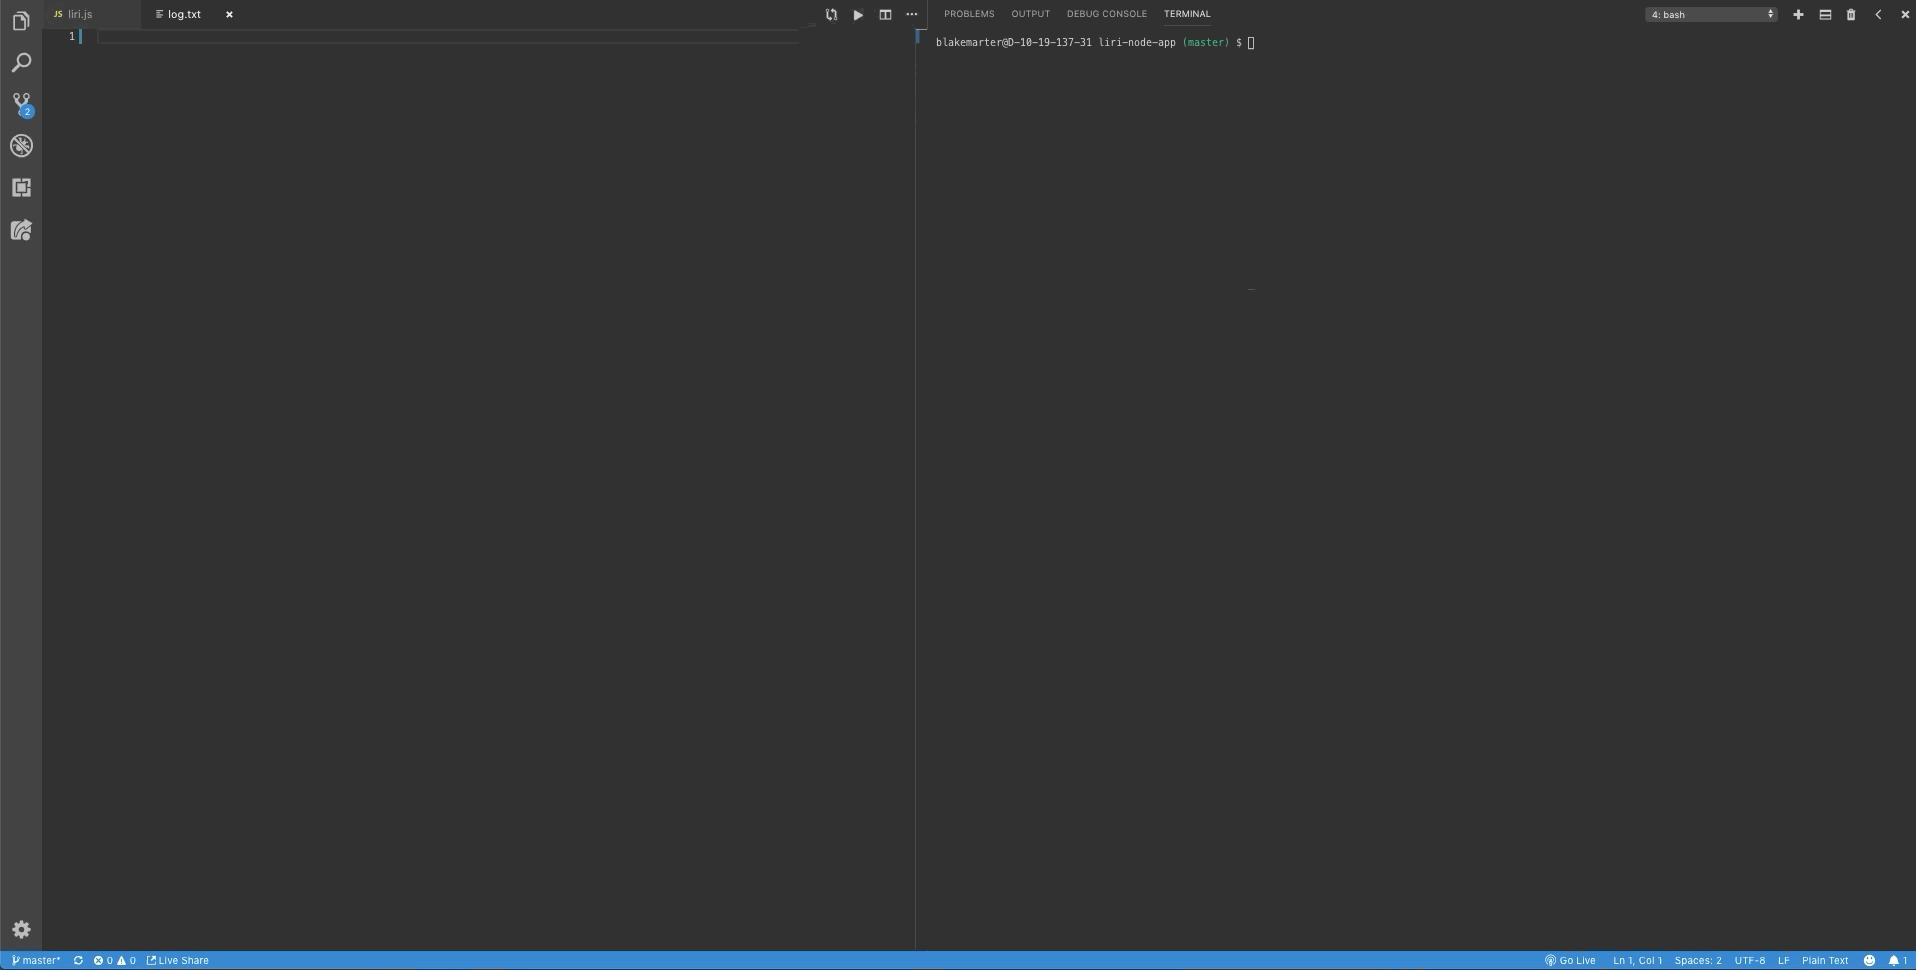 JS liri.js log.txt
PROBLEMS OUTPUT DEBUG CONSOLE TERMINAL 4: bash
1
blakemarter@D-10-19-137-31 liri-node-app (master) $
2
master* 0 0 Live Share Go Live Ln 1, Col 1 Spaces: 2 UTF-8 LF Plain Text 1